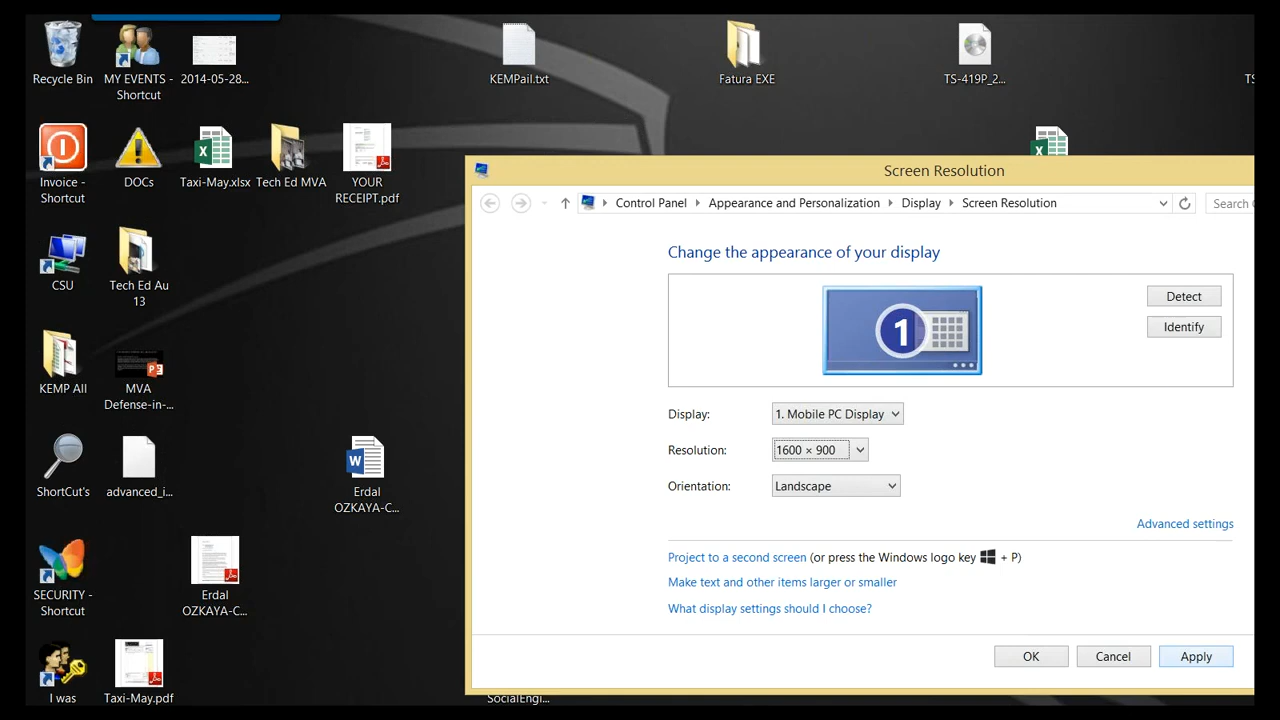 Recycle Bin
MY EVENTS -
Shortcut
2014-05-28...
KEMPail.txt
Fatura EXE
TS-419P_2...
Invoice -
Shortcut
DOCs
Taxi-May.xlsx
Tech Ed MVA
YOUR
RECEIPT.pdf
CSU
Tech Ed Au
13
KEMP All
MVA
Defense-in-...
ShortCut's
advanced_i...
Erdal
OZKAYA-C...
SECURITY -
Shortcut
Erdal
OZKAYA-C...
I was
Taxi-May.pdf
SocialEngi...
Screen Resolution
Control Panel
Appearance and Personalization
Display
Screen Resolution
Search
Change the appearance of your display
1
Detect
Identify
Display:
1. Mobile PC Display
Resolution:
1600 × 900
Orientation:
Landscape
Advanced settings
Project to a second screen (or press the Windows logo key + P)
Make text and other items larger or smaller
What display settings should I choose?
OK
Cancel
Apply